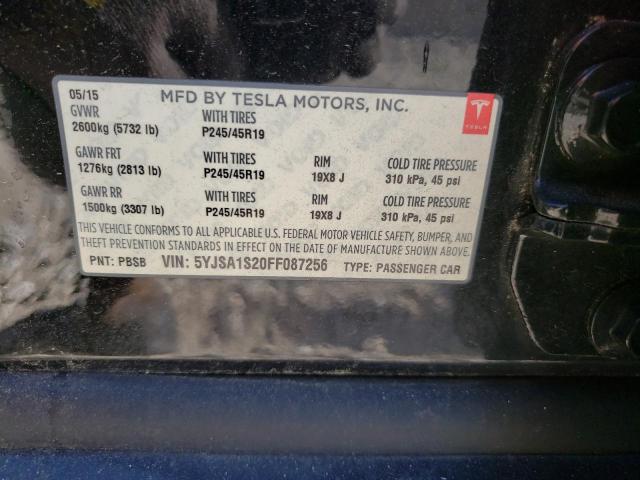 05/15 MFD BY TESLA MOTORS, INC. TESLA
GVWR WITH TIRES
2600kg (5732 lb) P245/45R19
GAWR FRT WITH TIRES RIM COLD TIRE PRESSURE
1276kg (2813 lb) P245/45R19 19X8 J 310 kPa, 45 psi
GAWR RR WITH TIRES RIM COLD TIRE PRESSURE
1500kg (3307 lb) P245/45R19 19X8 J 310 kPa, 45 psi
THIS VEHICLE CONFORMS TO ALL APPLICABLE U.S. FEDERAL MOTOR VEHICLE SAFETY, BUMPER, AND
THEFT PREVENTION STANDARDS IN EFFECT ON THE DATE OF MANUFACTURE SHOWN ABOVE.
PNT: PBSB VIN: 5YJSA1S20FF087256 TYPE: PASSENGER CAR